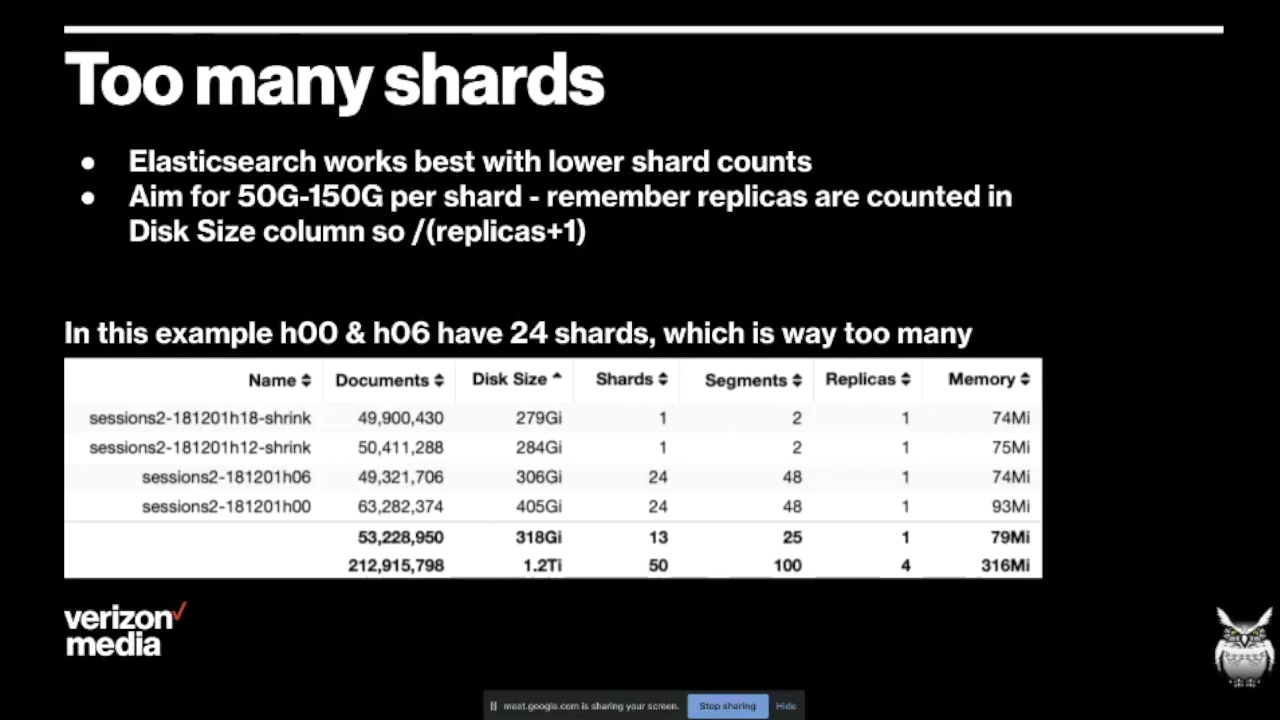 Too many shards
● Elasticsearch works best with lower shard counts
● Aim for 50G-150G per shard - remember replicas are counted in
Disk Size column so /(replicas+1)
In this example h00 & h06 have 24 shards, which is way too many
Name Documents Disk Size Shards Segments Replicas Memory
sessions2-181201h18-shrink 49,900,430 279Gi 1 2 1 74Mi
sessions2-181201h12-shrink 50,411,288 284Gi 1 2 1 75Mi
sessions2-181201h06 49,321,706 306Gi 24 48 1 74Mi
sessions2-181201h00 63,282,374 405Gi 24 48 1 93Mi
53,228,950 318Gi 13 25 1 79Mi
212,915,798 1.2Ti 50 100 4 316Mi
verizon✓
media
meet.google.com is sharing your screen. Stop sharing Hide